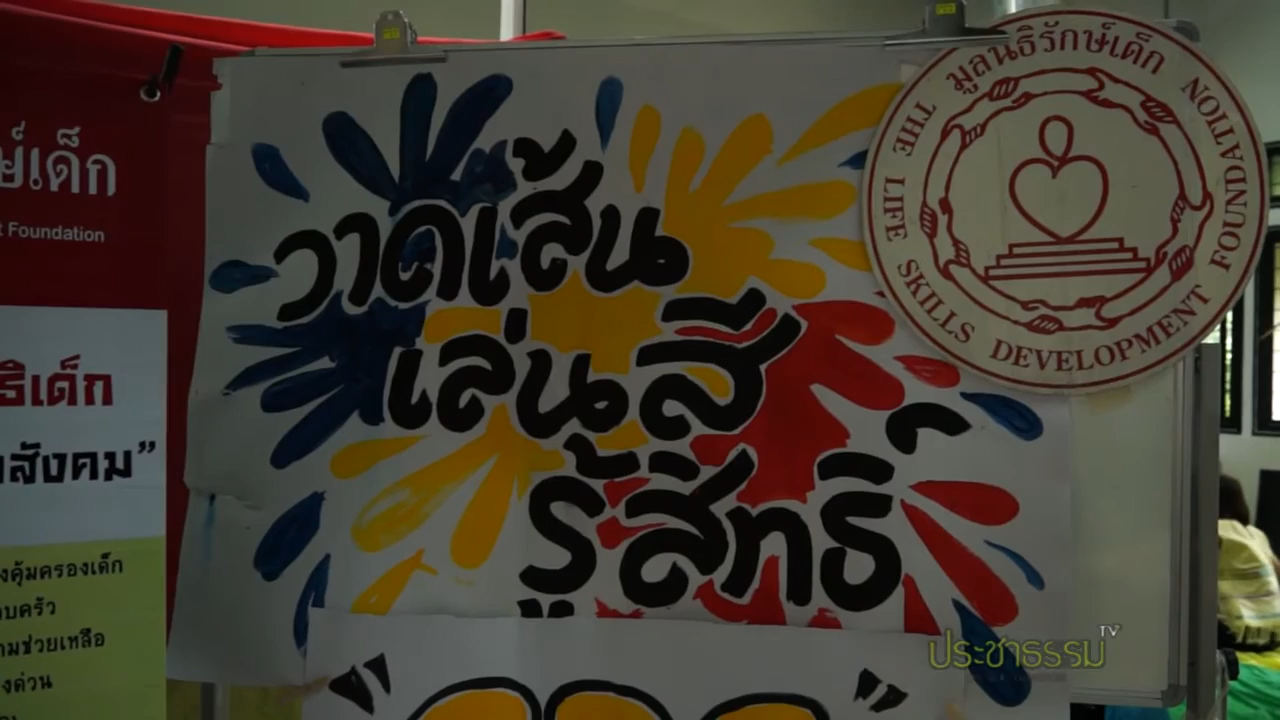 ษ์เด็ก
t Foundation
ธิเด็ก
สังคม”
งคุ้มครองเด็ก
อบครัว
ามช่วยเหลือ
งด่วน
วาดเส้น
เล่นสี
รู้สิทธิ์
มูลนธิรักษ์เด็ก
THE LIFE SKILLS DEVELOPMENT FOUNDATION
ประชาธรรมTV